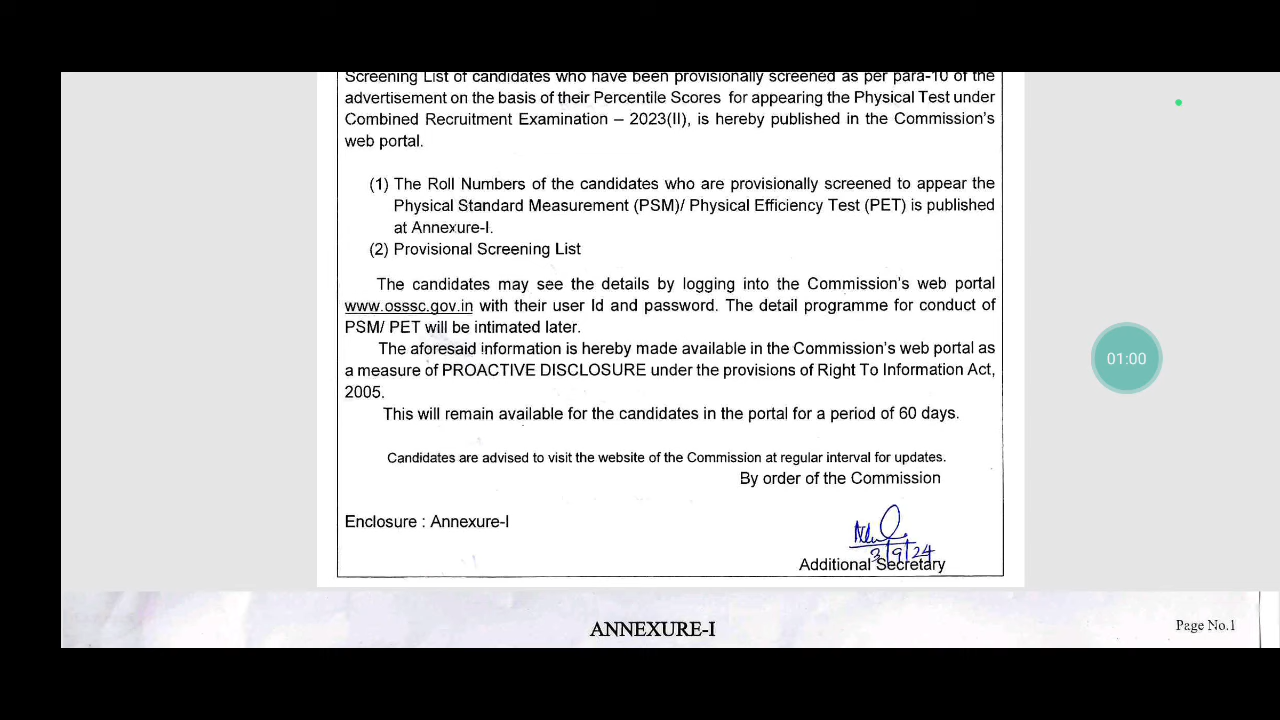 Screening List of candidates who have been provisionally screened as per para-10 of the
advertisement on the basis of their Percentile Scores for appearing the Physical Test under
Combined Recruitment Examination – 2023(II), is hereby published in the Commission's
web portal.
(1) The Roll Numbers of the candidates who are provisionally screened to appear the
Physical Standard Measurement (PSM)/ Physical Efficiency Test (PET) is published
at Annexure-I.
(2) Provisional Screening List
The candidates may see the details by logging into the Commission's web portal
www.osssc.gov.in with their user Id and password. The detail programme for conduct of
PSM/ PET will be intimated later.
The aforesaid information is hereby made available in the Commission's web portal as
a measure of PROACTIVE DISCLOSURE under the provisions of Right To Information Act,
2005.
This will remain available for the candidates in the portal for a period of 60 days.
Candidates are advised to visit the website of the Commission at regular interval for updates.
By order of the Commission
Enclosure : Annexure-I
3/9/24
Additional Secretary
ANNEXURE-I
Page No.1
01:00